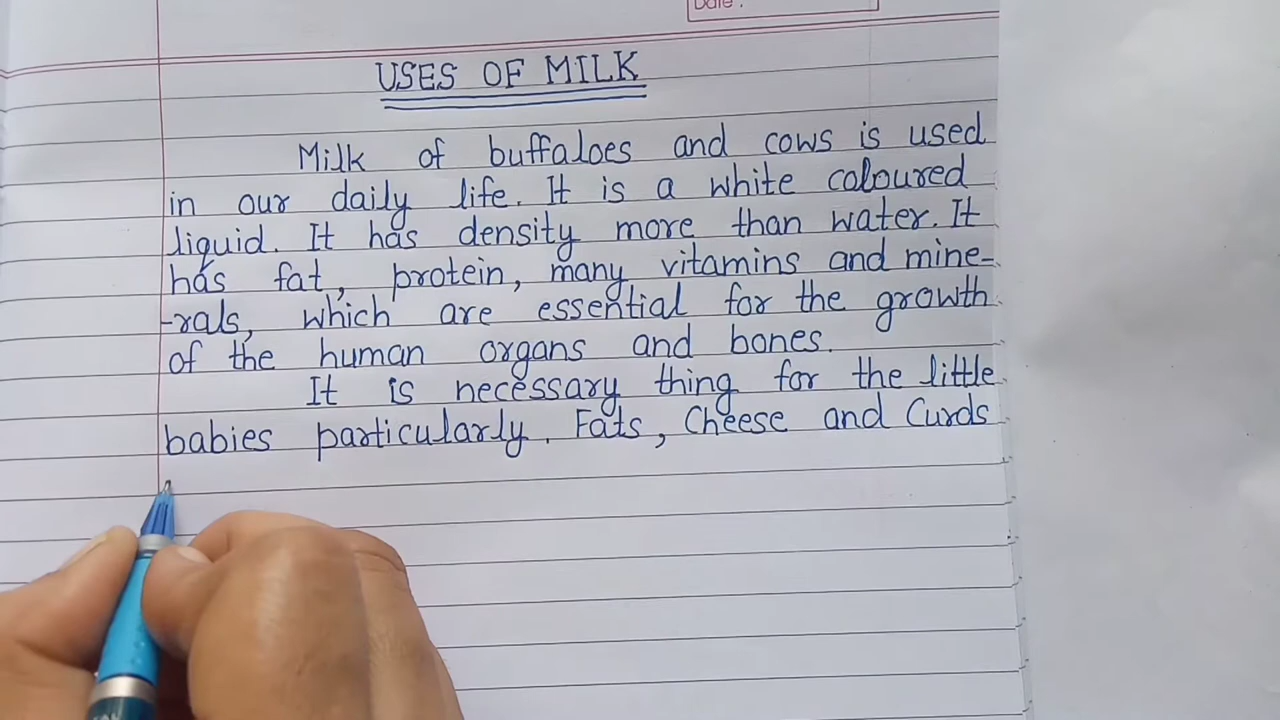 Date :
USES OF MILK
Milk of buffaloes and cows is used
in our daily life. It is a white coloured
liquid. It has density more than water. It
has fat, protein, many vitamins and mine-
-rals, which are essential for the growth
of the human organs and bones.
It is necessary thing for the little
babies particularly. Fats, Cheese and Curds